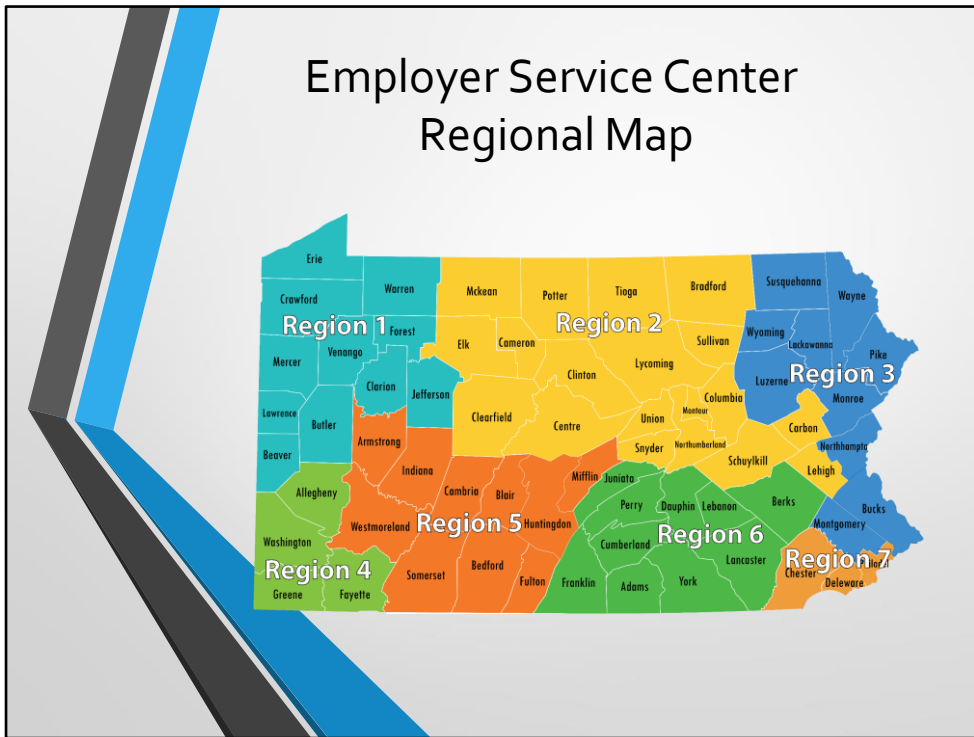 Employer Service Center
Regional Map
Erie
Crawford
Warren
Region 1
Forest
Mercer
Venango
Clarion
Jefferson
Lawrence
Butler
Beaver
Mckean
Potter
Tioga
Bradford
Region 2
Elk
Cameron
Sullivan
Lycoming
Clinton
Clearfield
Centre
Union
Montour
Columbia
Snyder
Northumberland
Schuylkill
Carbon
Lehigh
Susquehanna
Wayne
Wyoming
Lackawanna
Pike
Luzerne
Region 3
Monroe
Northhampto
Bucks
Montgomery
Allegheny
Washington
Region 4
Greene
Fayette
Armstrong
Indiana
Cambria
Blair
Mifflin
Westmoreland
Region 5
Huntingdon
Somerset
Bedford
Fulton
Juniata
Perry
Dauphin
Lebanon
Berks
Region 6
Cumberland
Lancaster
Franklin
Adams
York
Region 7
Chester
Deleware